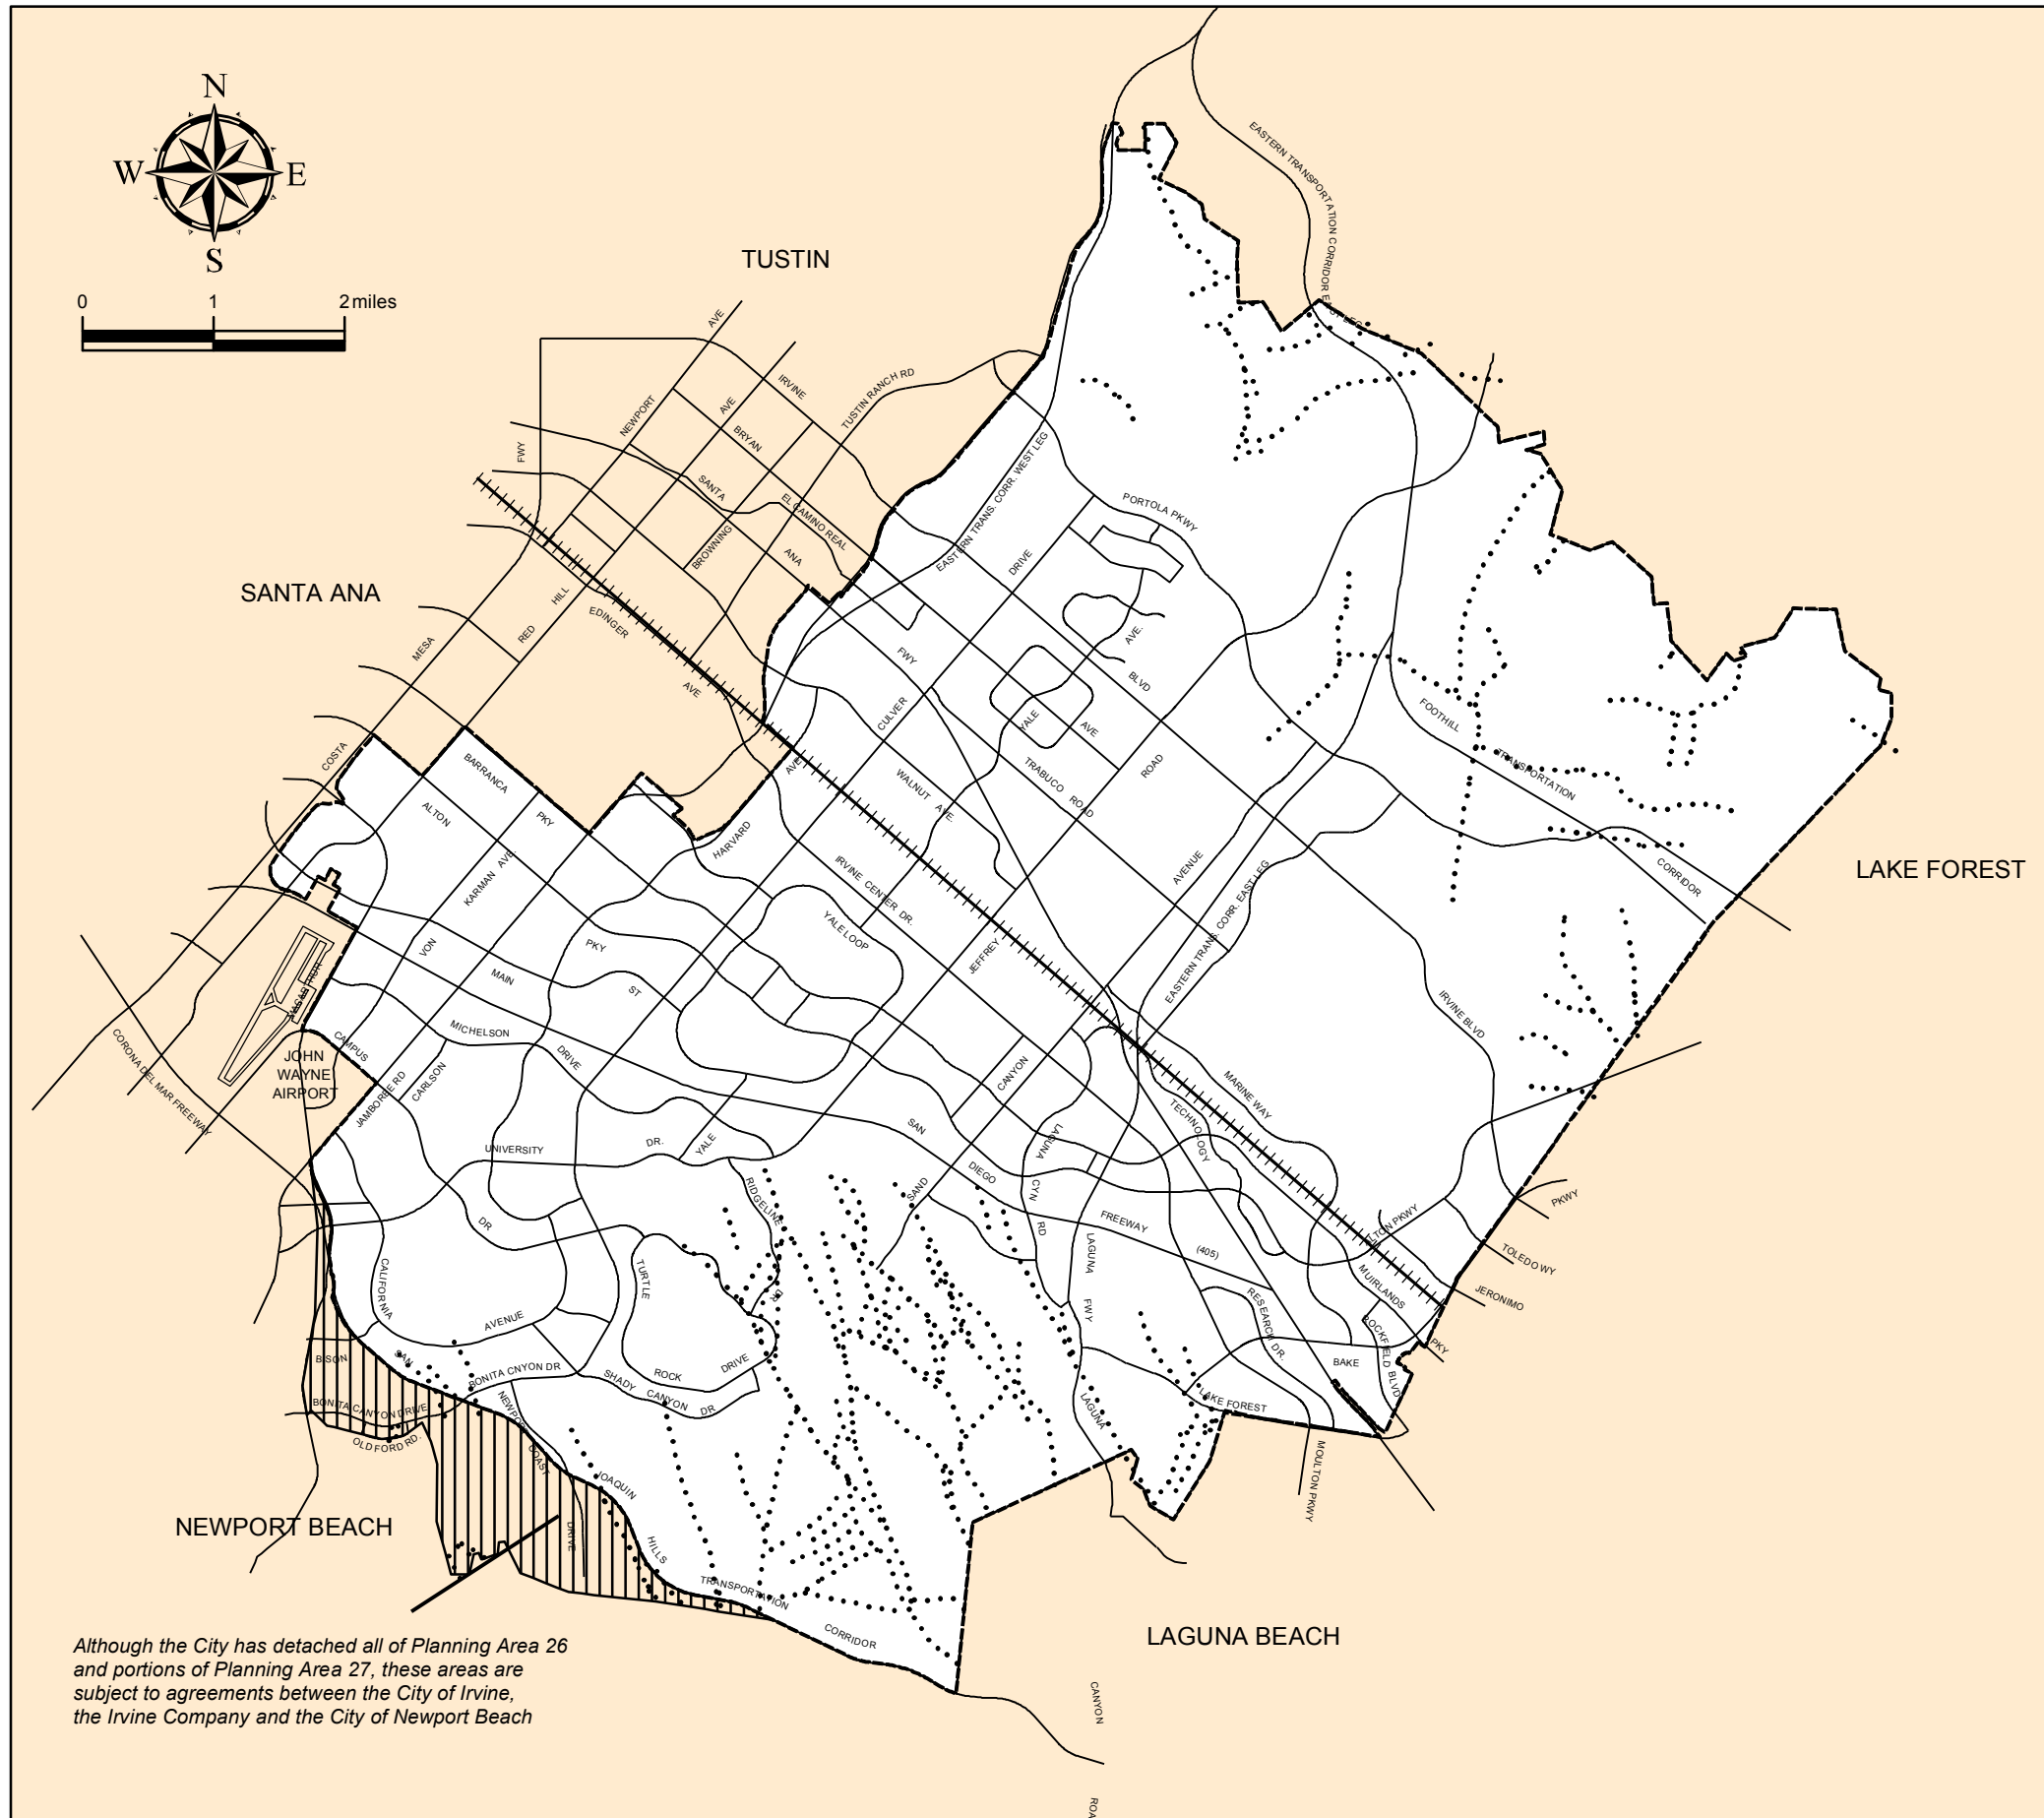 N
W
E
S
0 1 2 miles
TUSTIN
SANTA ANA
LAKE FOREST
NEWPORT BEACH
LAGUNA BEACH
JOHN
WAYNE
AIRPORT
EASTERN TRANSPORTATION CORRIDOR EAST LEG
NEWPORT
AVE
IRVINE
AVE
BRYAN
TUSTIN RANCH RD
FWY
SANTA
EL CAMINO REAL
ANA
BROWNING
EASTERN TRANS. CORR. WEST LEG
PORTOLA PKWY
DRIVE
HILL
RED
EDINGER
AVE
MESA
COSTA
FWY
AVE.
BLVD
CULVER
YALE
AVE
FOOTHILL
TRANSPORTATION
CORRIDOR
ROAD
TRABUCO ROAD
WALNUT AVE
AVE
BARRANCA
PKY
ALTON
HARVARD
KARMAN AVE.
VON
IRVINE CENTER DR.
YALE LOOP
AVENUE
EASTERN TRANS. CORR. EAST LEG
JEFFREY
PKY
MAIN
ST
IRVINE BLVD
MACARTHUR
CAMPUS
MICHELSON
DRIVE
CORONA DEL MAR FREEWAY
JAMBOREE RD
CARLSON
CANYON
MARINE WAY
TECHNOLOGY
UNIVERSITY
DR.
YALE
SAN
DIEGO
FREEWAY
(405)
LAGUNA
CYN
RD
RIDGELINE
DR
SAND
DR
PKWY
TOLEDO WY
JERONIMO
MUIRLANDS
PKY
LAGUNA
FWY
CALIFORNIA
AVENUE
TURTLE
ROCK
DRIVE
RESEARCH DR.
ROCKFIELD BLVD
BAKE
BISON
SAN
BONITA CNYON DR
SHADY
CANYON
DR
BONITA CANYON DRIVE
OLD FORD RD.
NEWPORT
COAST
DRIVE
LAKE FOREST
LAGUNA
MOULTON PKWY
JOAQUIN
HILLS
TRANSPORTATION
CORRIDOR
CANYON
Although the City has detached all of Planning Area 26
and portions of Planning Area 27, these areas are
subject to agreements between the City of Irvine,
the Irvine Company and the City of Newport Beach